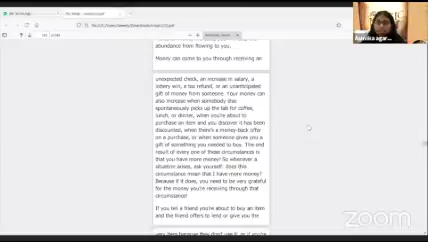 abundance from flowing to you.
Money can come to you through receiving an
unexpected check, an increase in salary, a
lottery win, a tax refund, or an unanticipated
gift of money from someone. Your money can
also increase when somebody else
spontaneously picks up the tab for coffee,
lunch, or dinner, when you're about to
purchase an item and you discover it has been
discounted, when there's a money-back offer
on a purchase, or when someone gives you a
gift of something you needed to buy. The end
result of every one of these circumstances is
that you have more money! So whenever a
situation arises, ask yourself: does this
circumstance mean that I have more money?
Because if it does, you need to be very grateful
for the money you're receiving through that
circumstance!
If you tell a friend you're about to buy an item
and the friend offers to lend or give you the
zoom